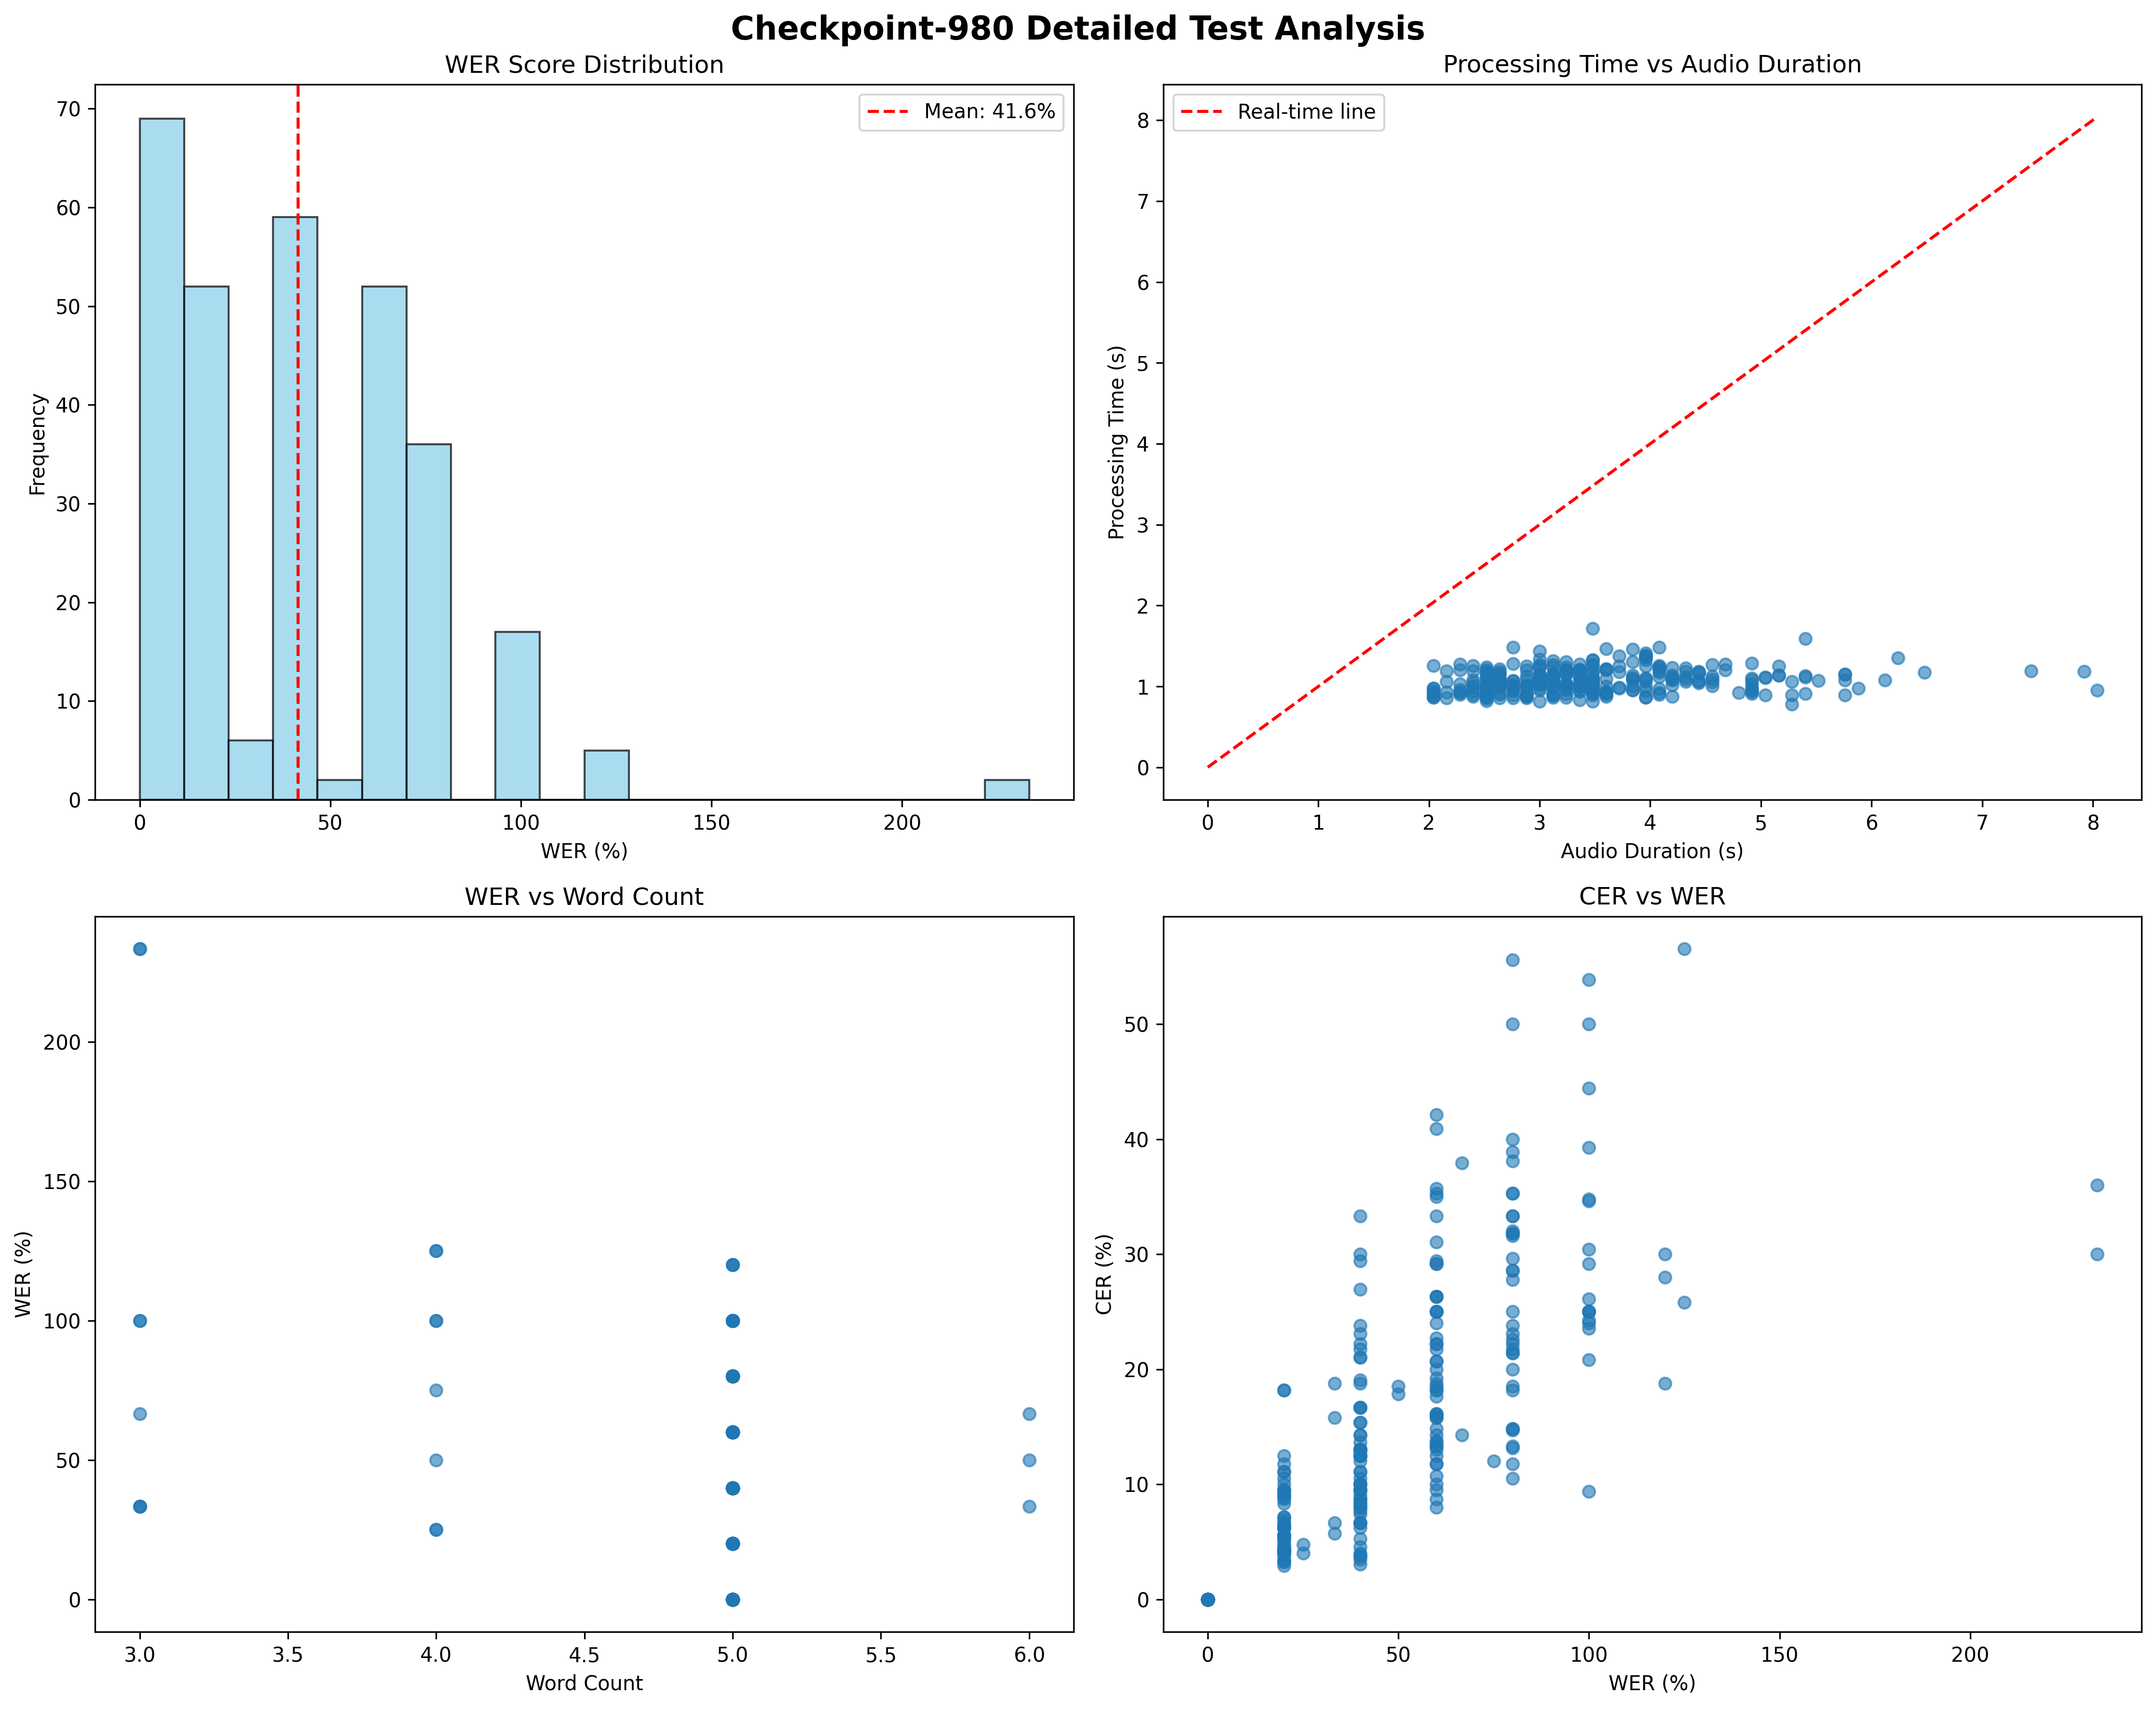 Checkpoint-980 Detailed Test Analysis
WER Score Distribution
Mean: 41.6%
Frequency
70
60
50
40
30
20
10
0
0 50 100 150 200
WER (%)
Processing Time vs Audio Duration
Real-time line
Processing Time (s)
8
7
6
5
4
3
2
1
0
0 1 2 3 4 5 6 7 8
Audio Duration (s)
WER vs Word Count
WER (%)
200
150
100
50
0
3.0 3.5 4.0 4.5 5.0 5.5 6.0
Word Count
CER vs WER
CER (%)
50
40
30
20
10
0
0 50 100 150 200
WER (%)